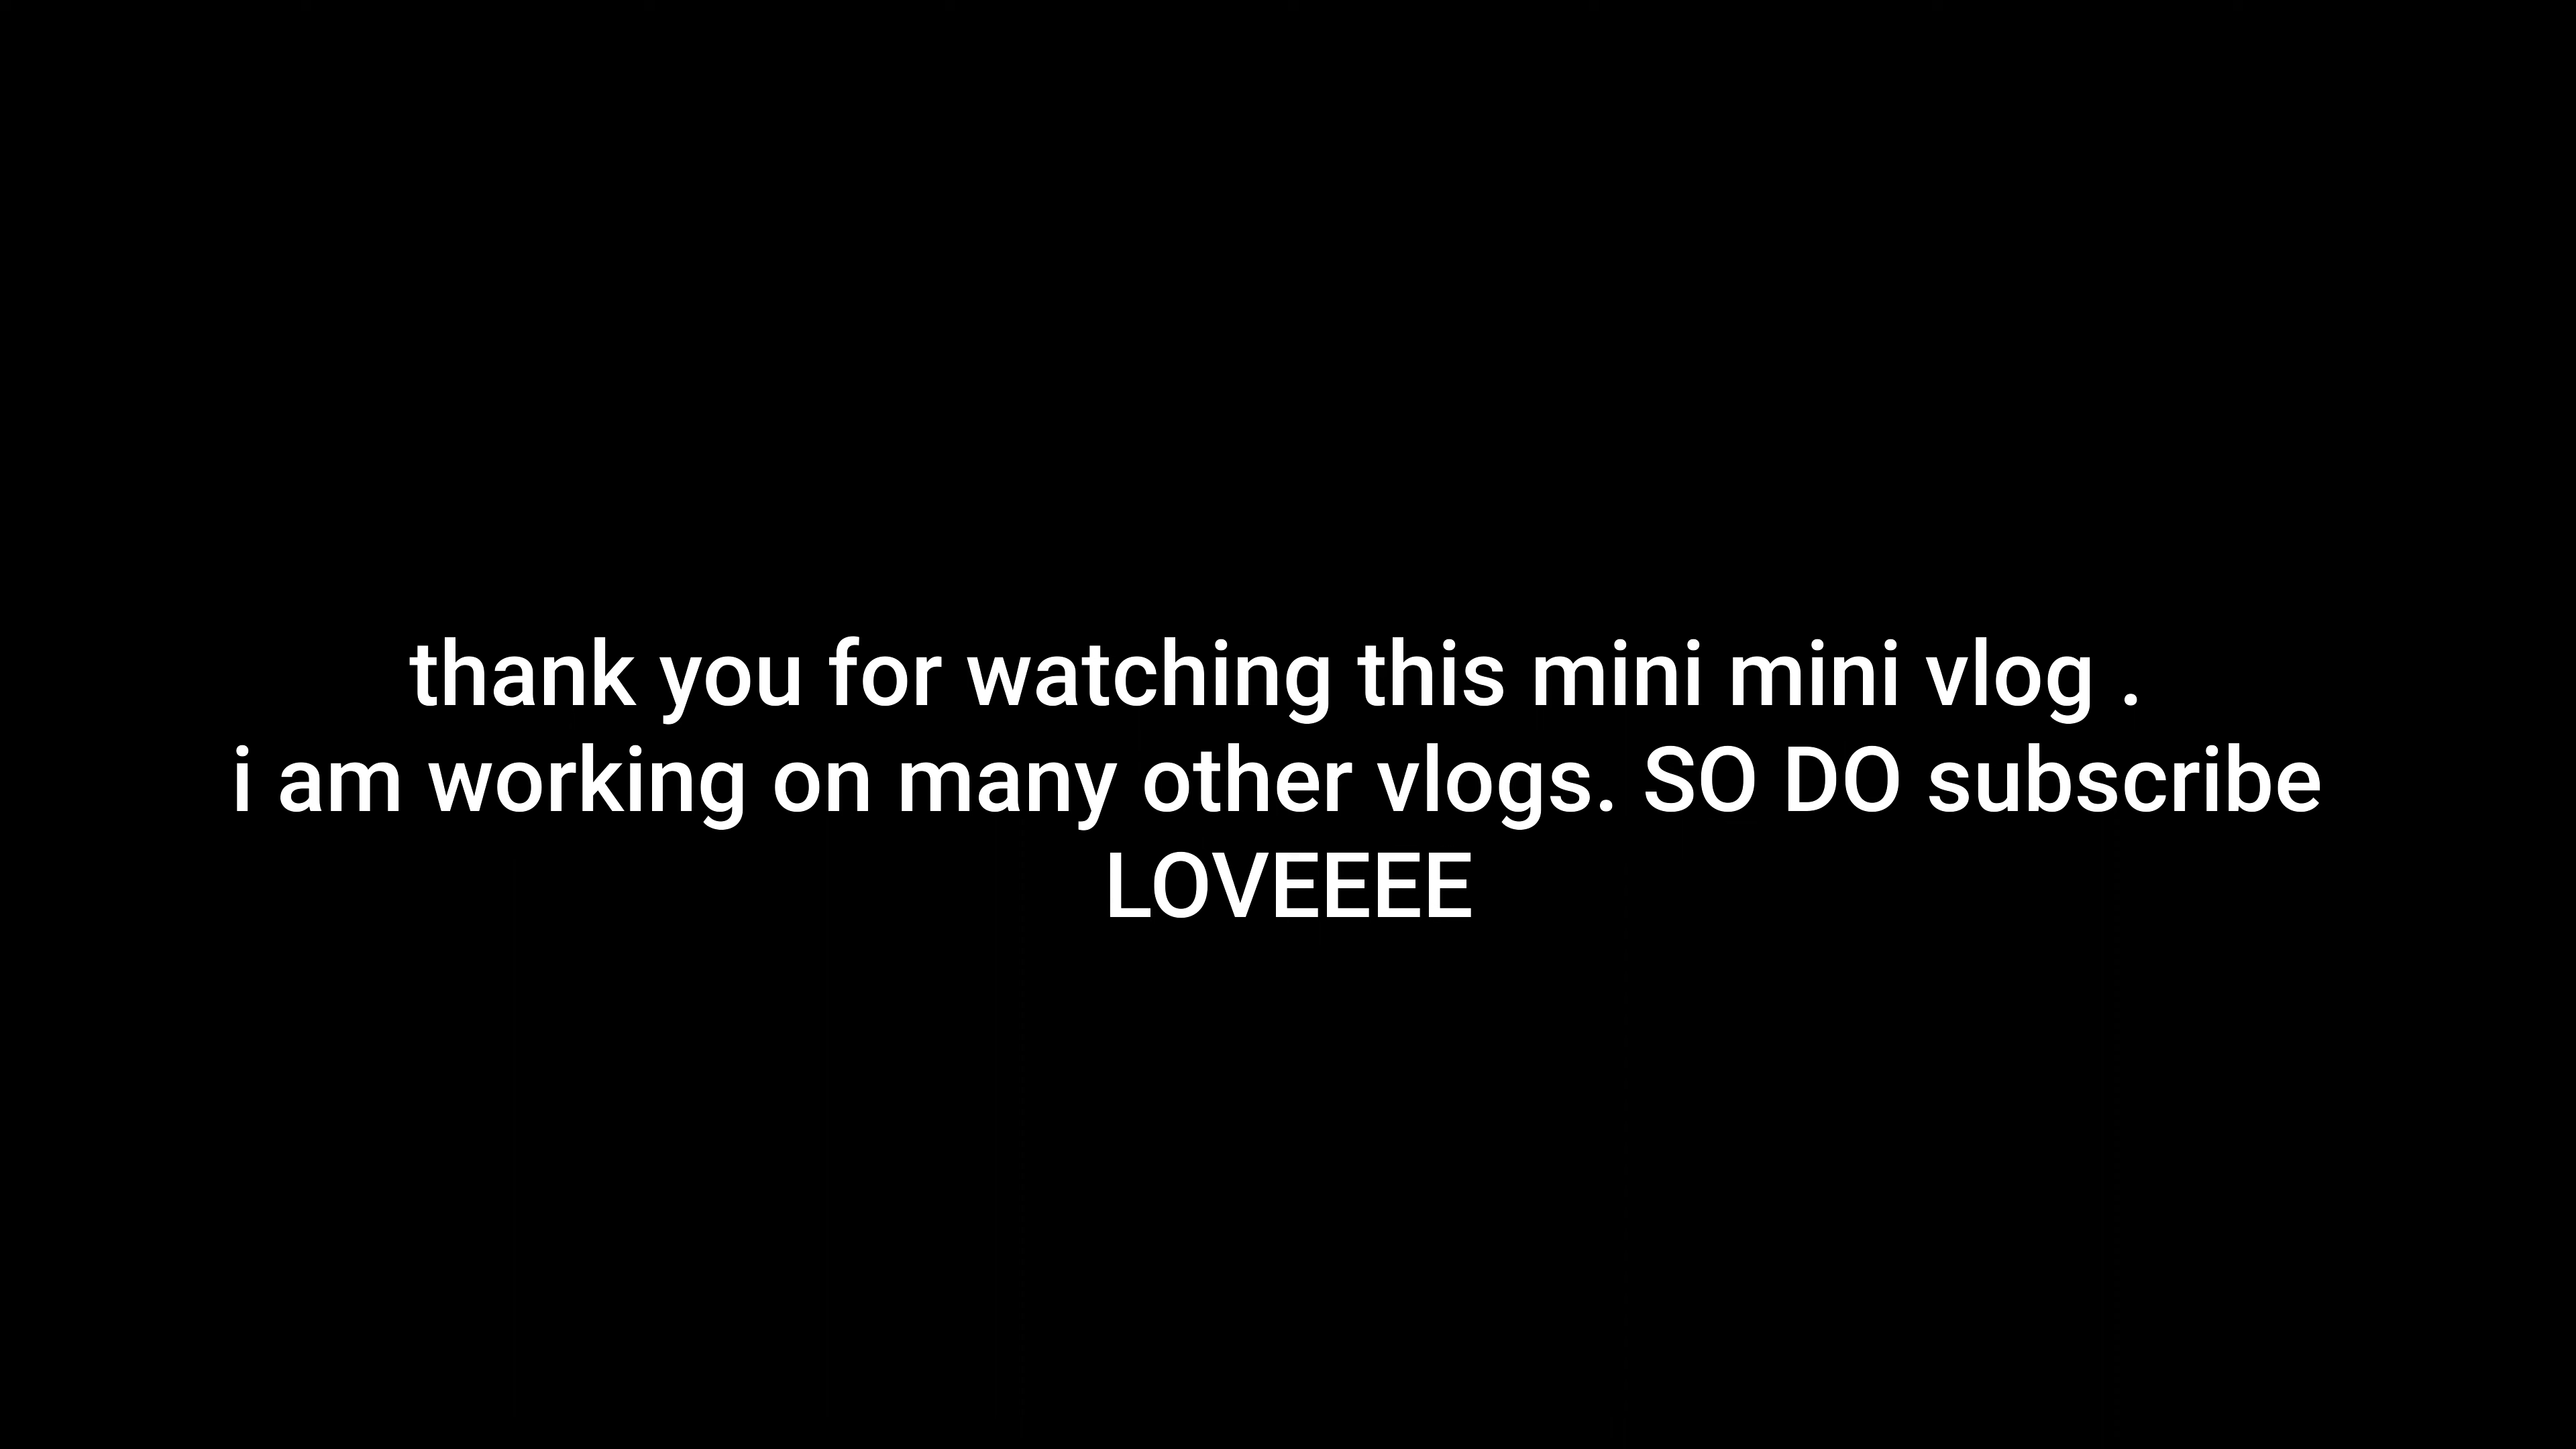 thank you for watching this mini mini vlog .
i am working on many other vlogs. SO DO subscribe
LOVEEEE